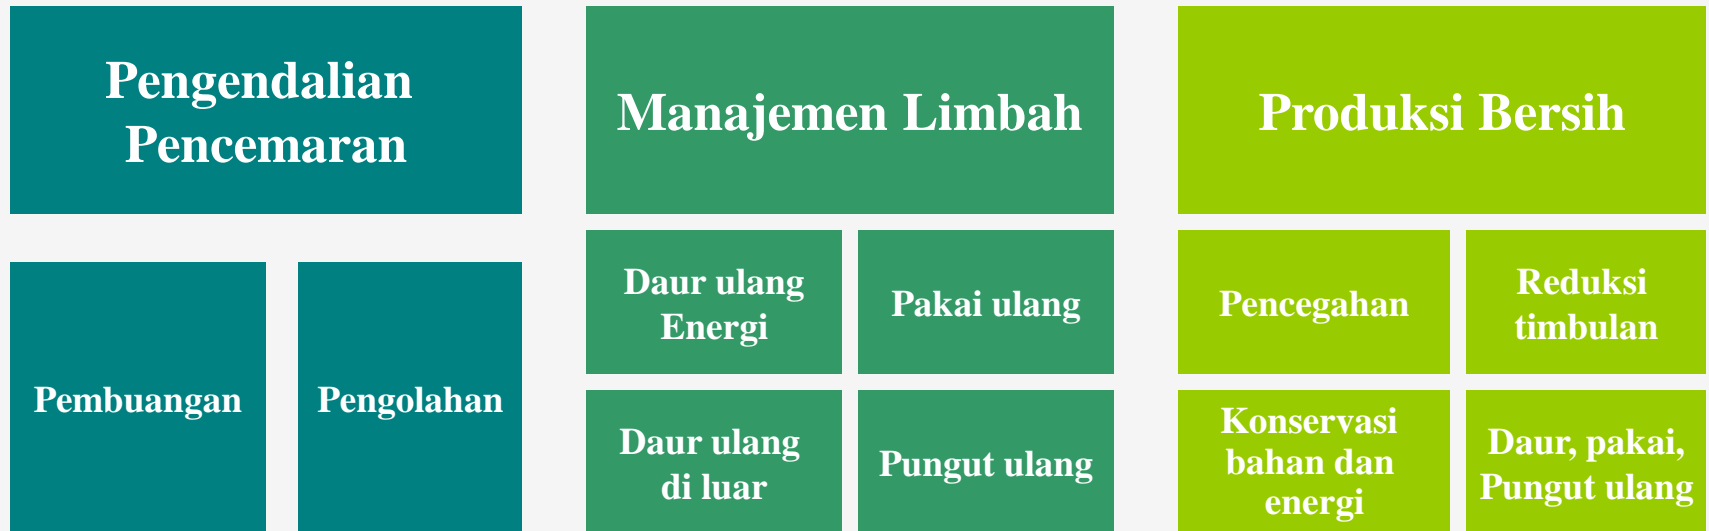 Pengendalian
Pencemaran
Manajemen Limbah
Produksi Bersih
Pembuangan
Pengolahan
Daur ulang
Energi
Pakai ulang
Daur ulang
di luar
Pungut ulang
Pencegahan
Reduksi
timbulan
Konservasi
bahan dan
energi
Daur, pakai,
Pungut ulang